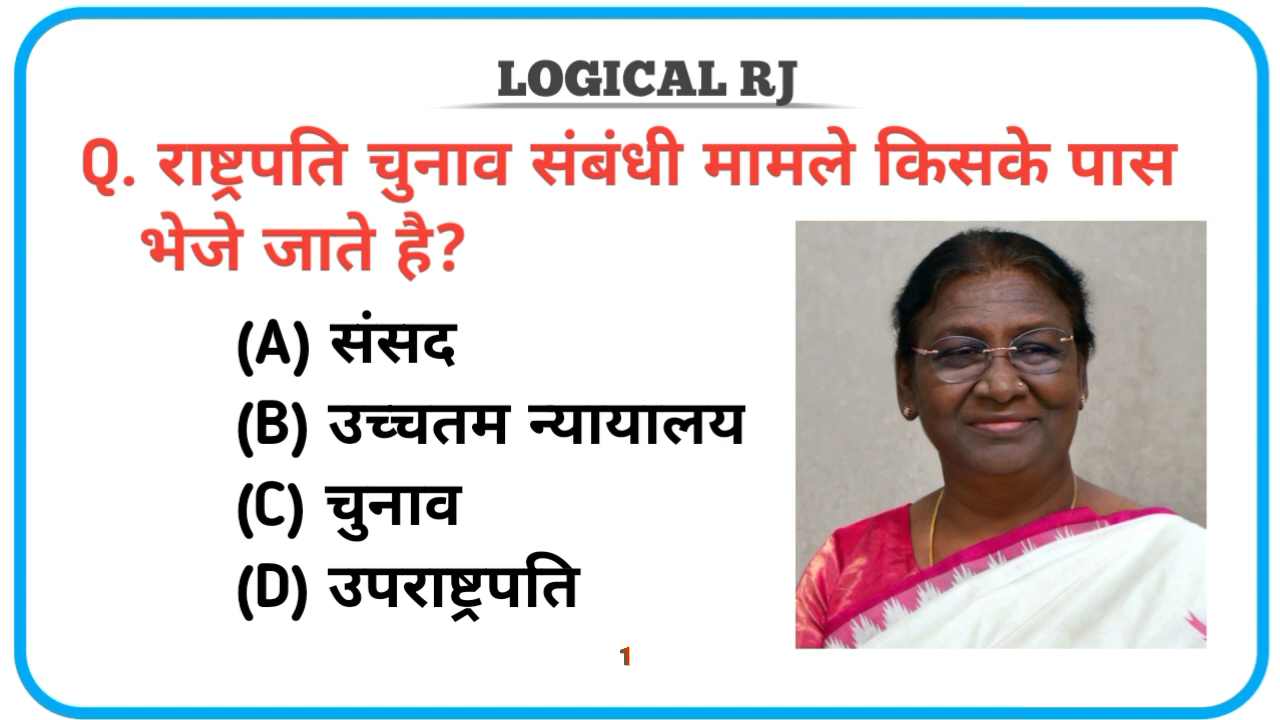 LOGICAL RJ
Q. राष्ट्रपति चुनाव संबंधी मामले किसके पास
भेजे जाते है?
(A) संसद
(B) उच्चतम न्यायालय
(C) चुनाव
(D) उपराष्ट्रपति
1